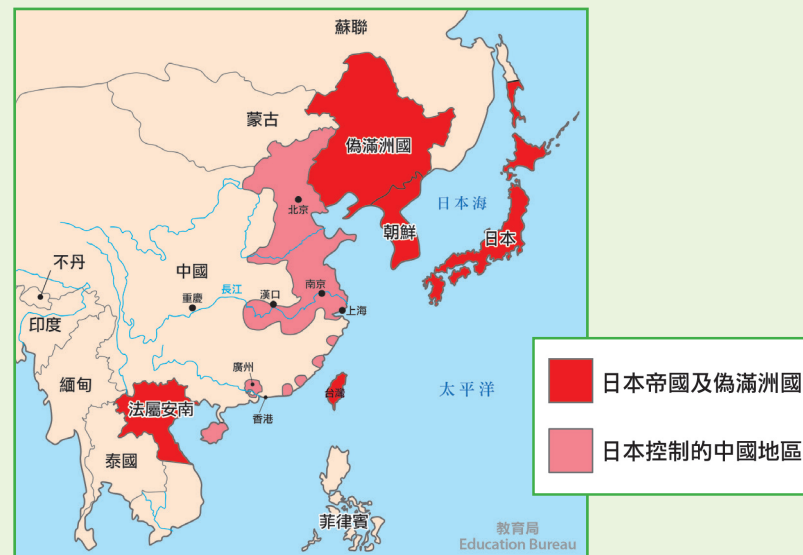 蘇聯
蒙古
偽滿洲國
北京
日本海
朝鮮
日本
不丹
中國
長江
漢口
南京
重慶
上海
印度
廣州
緬甸
法屬安南
香港
台灣
太平洋
泰國
菲律賓
教育局
Education Bureau
日本帝國及偽滿洲國
日本控制的中國地區